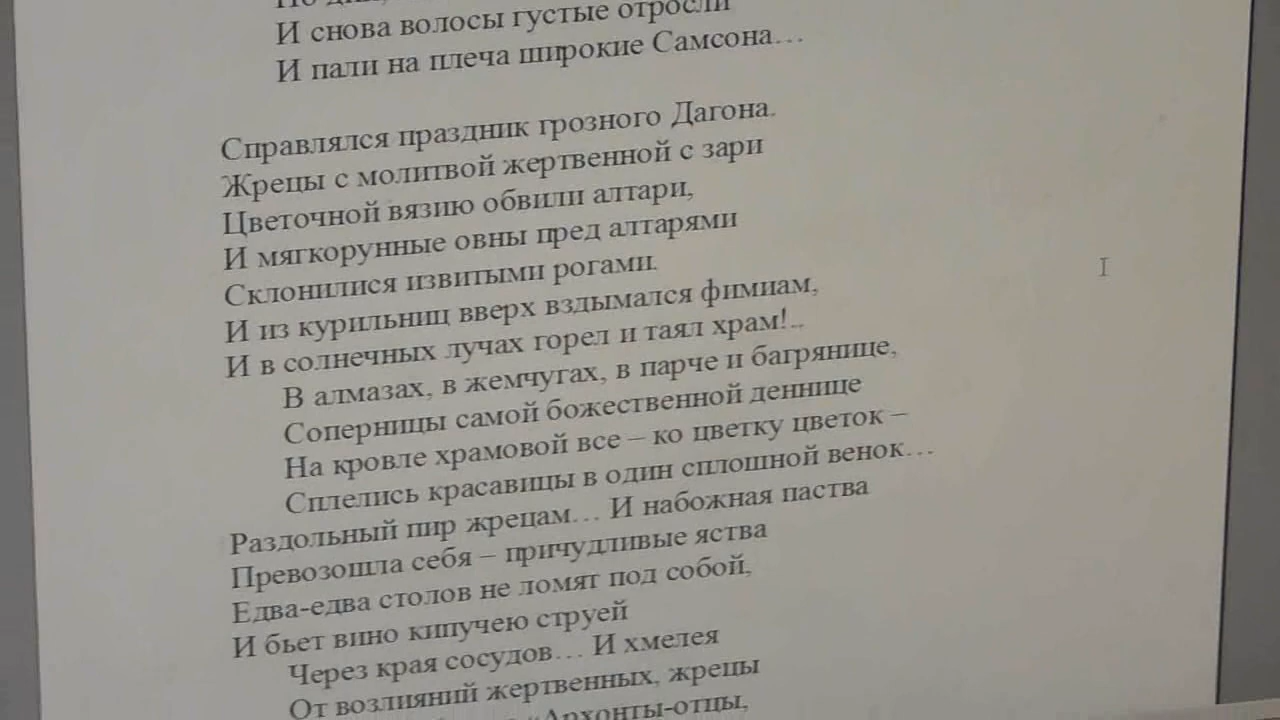 И снова волосы густые отросли
И пали на плеча широкие Самсона…
Справлялся праздник грозного Дагона.
Жрецы с молитвой жертвенной с зари
Цветочной вязию обвили алтари,
И мягкорунные овны пред алтарями
Склонилися извитыми рогами.
И из курильниц вверх вздымался фимиам,
И в солнечных лучах горел и таял храм!..
В алмазах, в жемчугах, в парче и багрянице,
Соперницы самой божественной деннице
На кровле храмовой все – ко цветку цветок –
Сплелись красавицы в один сплошной венок…
Раздольный пир жрецам… И набожная паства
Превозошла себя – причудливые яства
Едва-едва столов не ломят под собой,
И бьет вино кипучею струей
Через края сосудов… И хмелея
От возлияний жертвенных, жрецы
"Архонты-отцы,